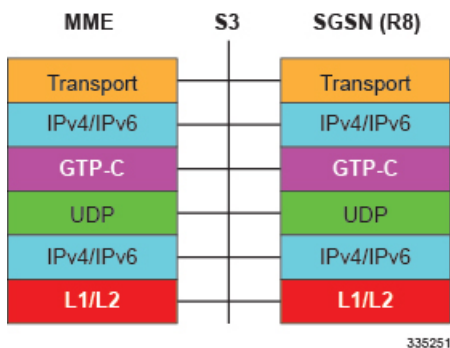 MME S3 SGSN (R8)
Transport Transport
IPv4/IPv6 IPv4/IPv6
GTP-C GTP-C
UDP UDP
IPv4/IPv6 IPv4/IPv6
L1/L2 L1/L2
335251